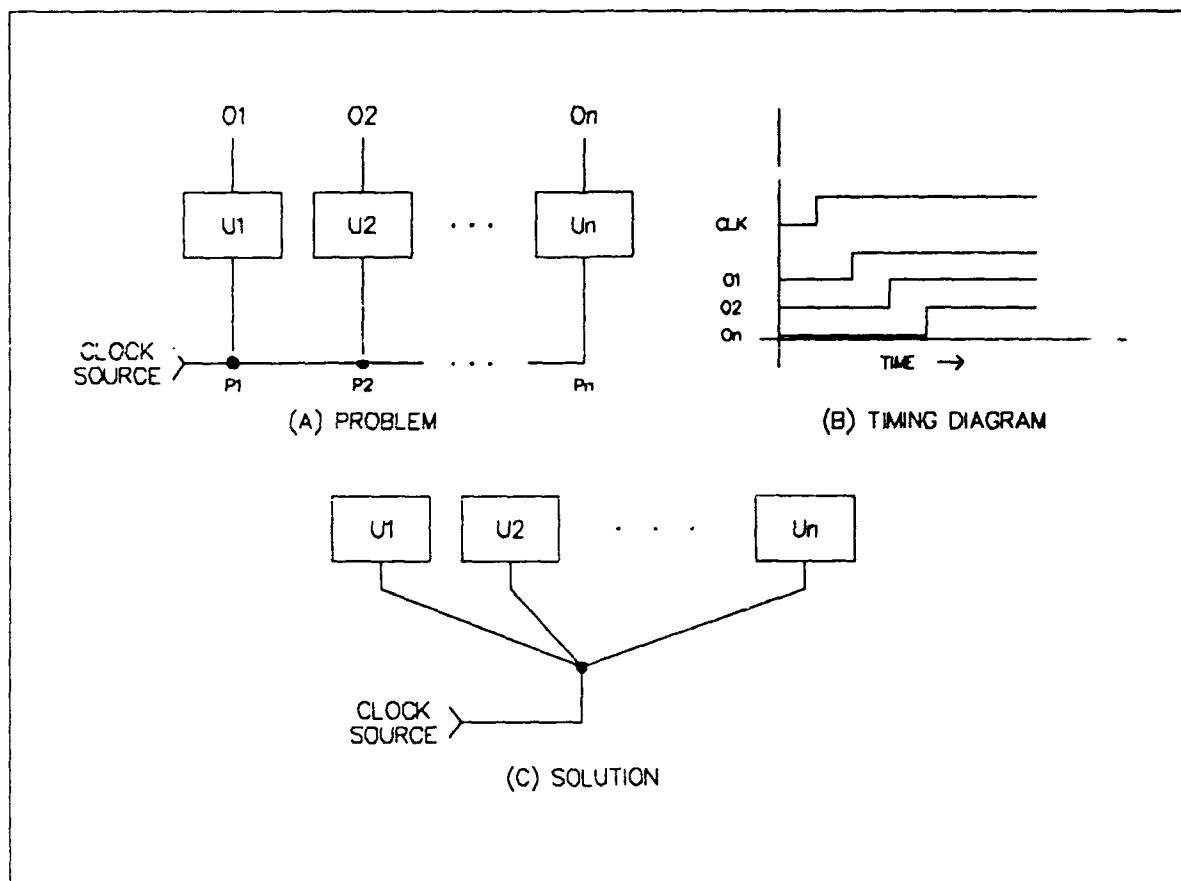 O1 O2 On
U1 U2 ... Un
CLOCK
SOURCE
P1 P2 ... Pn
(A) PROBLEM
CLK
O1
O2
On
TIME →
(B) TIMING DIAGRAM
U1 U2 . . . . Un
CLOCK
SOURCE
(C) SOLUTION